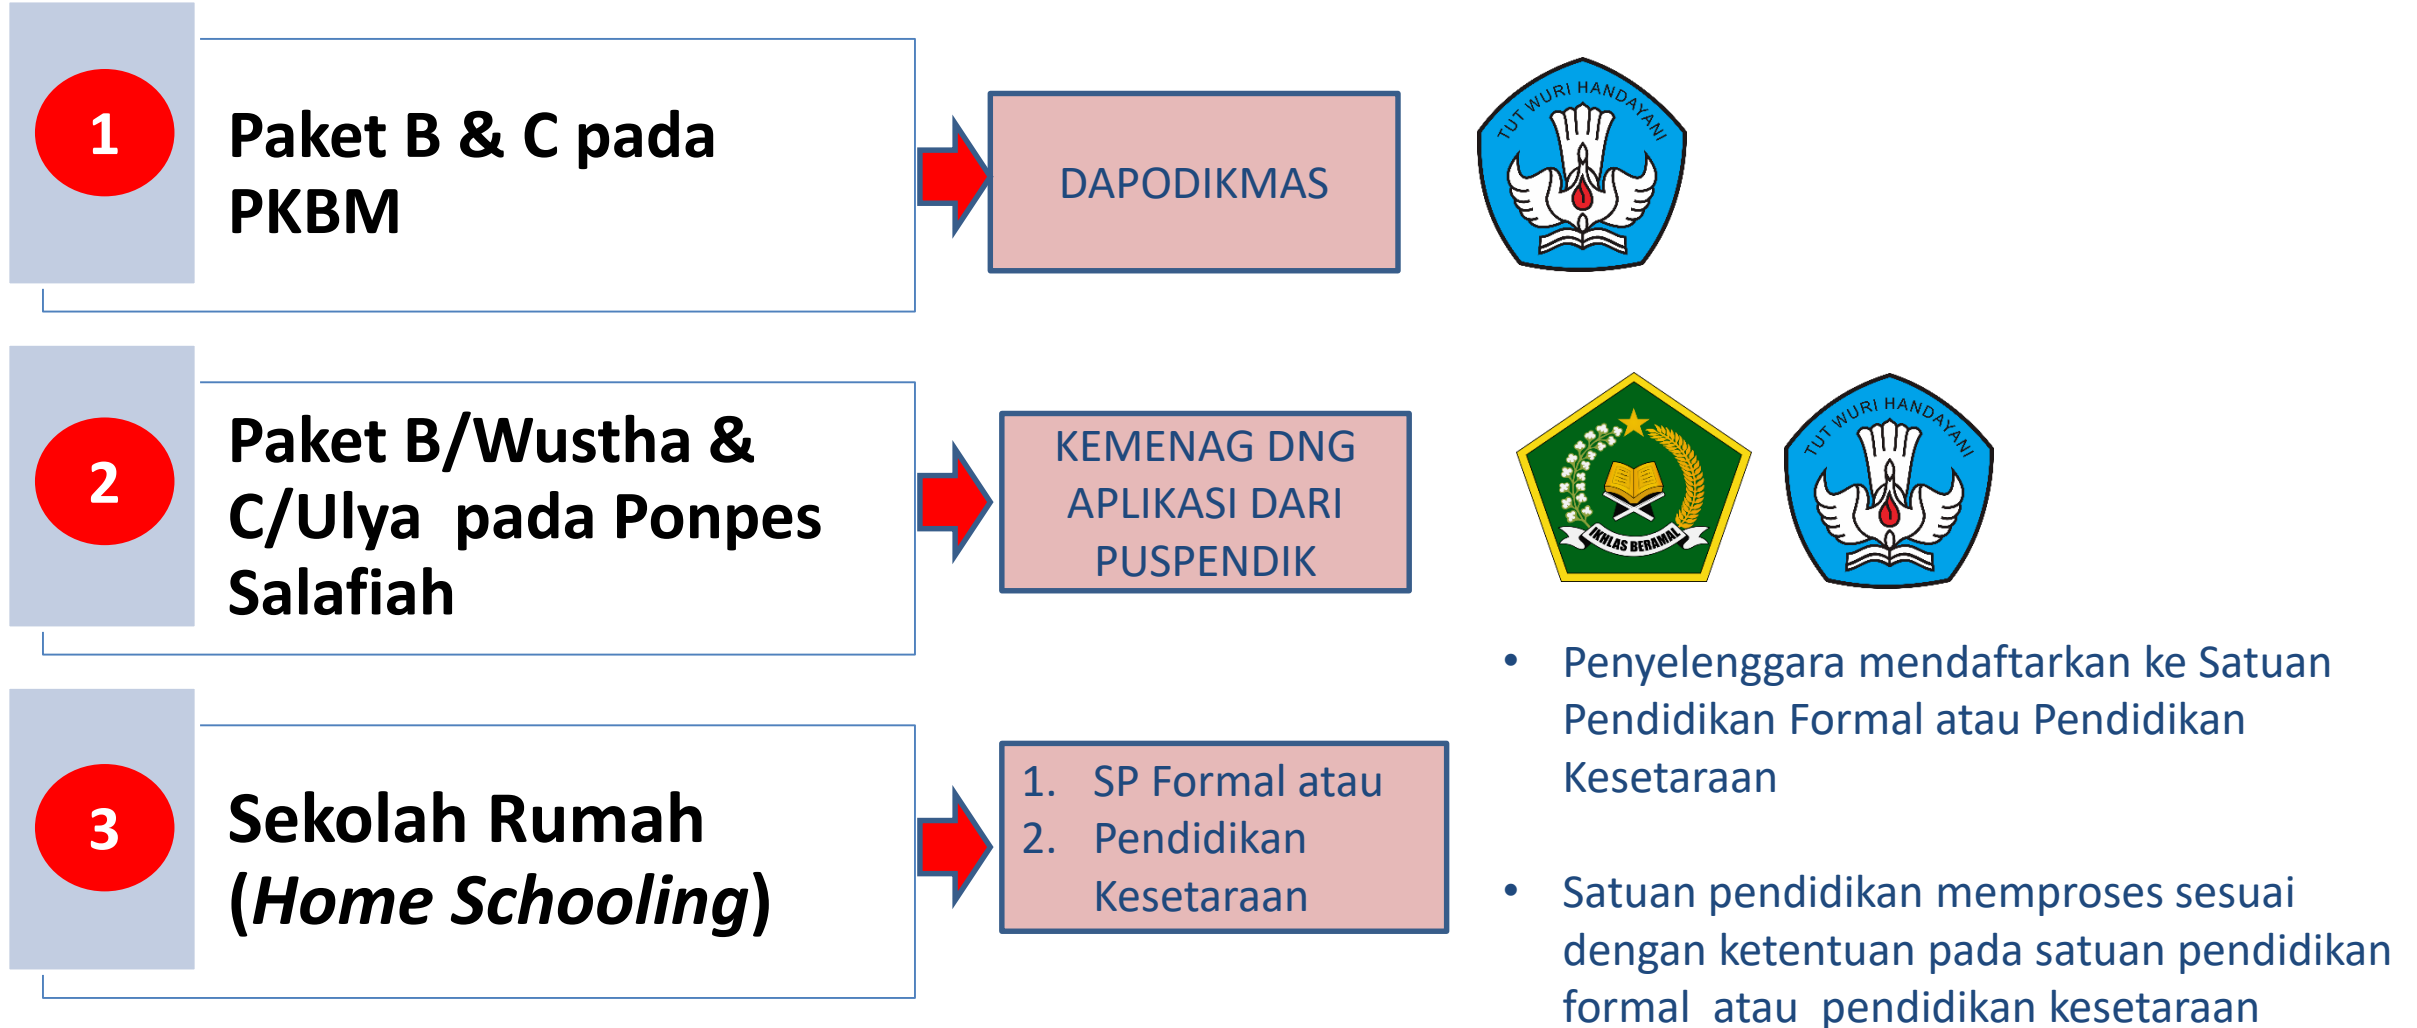 1
Paket B & C pada
PKBM
DAPODIKMAS
TUT WURI HANDAYANI
2
Paket B/Wustha &
C/Ulya  pada Ponpes
Salafiah
KEMENAG DNG
APLIKASI DARI
PUSPENDIK
IKHLAS BERAMAL
TUT WURI HANDAYANI
3
Sekolah Rumah
(Home Schooling)
1. SP Formal atau
2. Pendidikan
Kesetaraan
• Penyelenggara mendaftarkan ke Satuan
Pendidikan Formal atau Pendidikan
Kesetaraan
• Satuan pendidikan memproses sesuai
dengan ketentuan pada satuan pendidikan
formal  atau  pendidikan kesetaraan